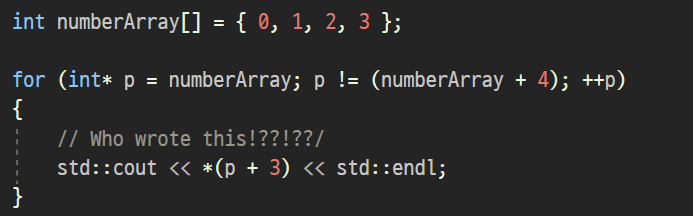 int numberArray[] = { 0, 1, 2, 3 };
for (int* p = numberArray; p != (numberArray + 4); ++p)
{
// Who wrote this!??!??/
std::cout << *(p + 3) << std::endl;
}